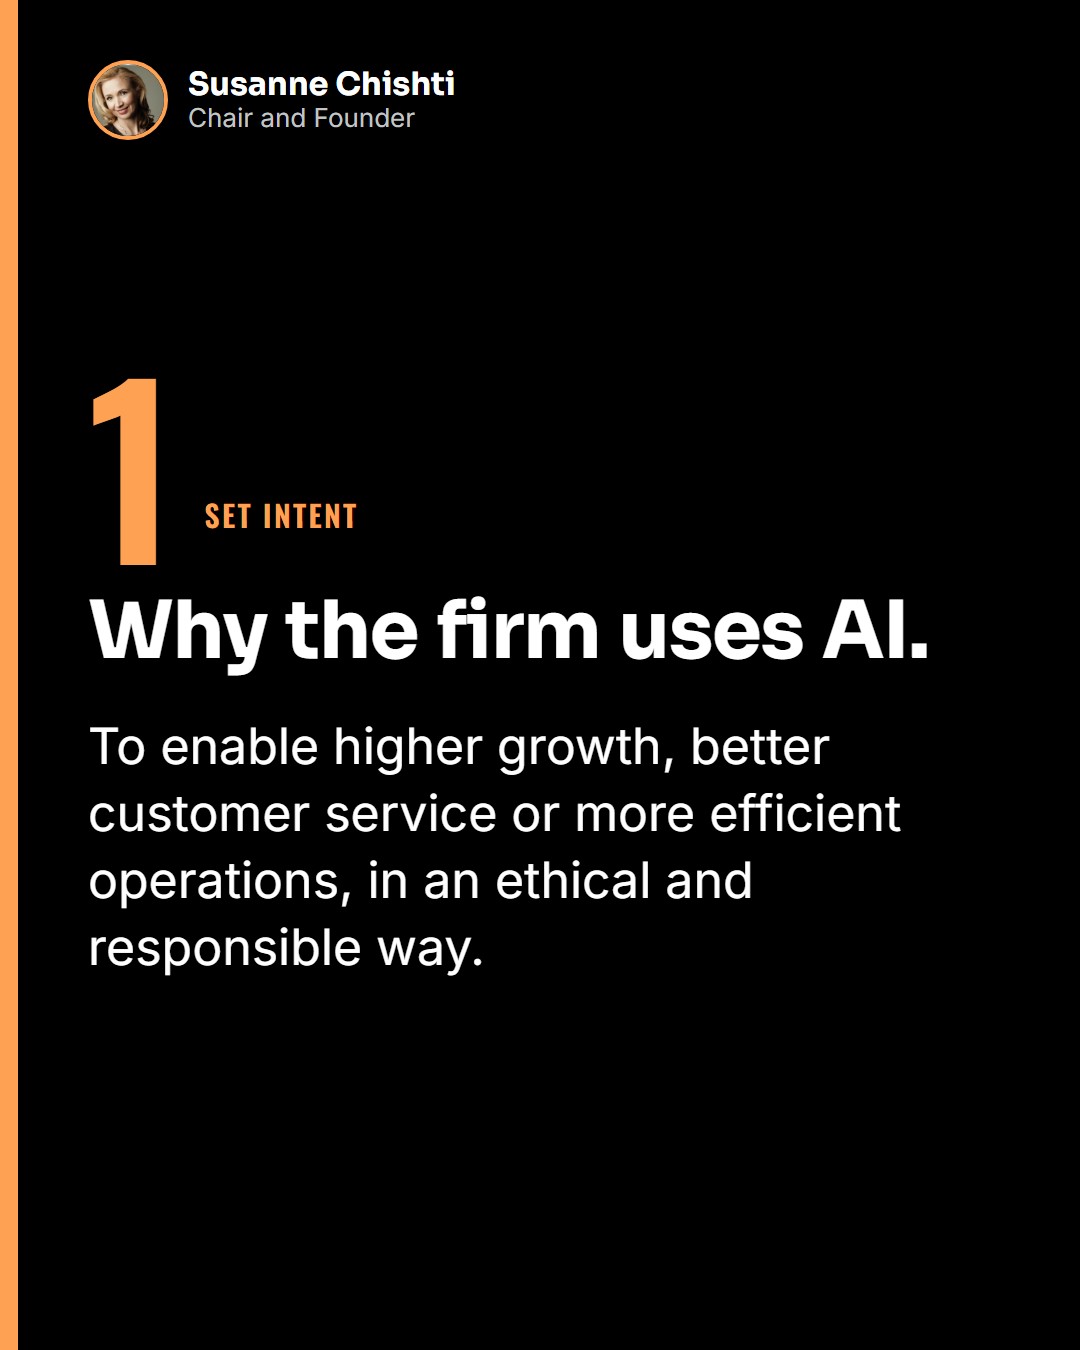 Susanne Chishti
Chair and Founder
1
SET INTENT
Why the firm uses AI.
To enable higher growth, better
customer service or more efficient
operations, in an ethical and
responsible way.